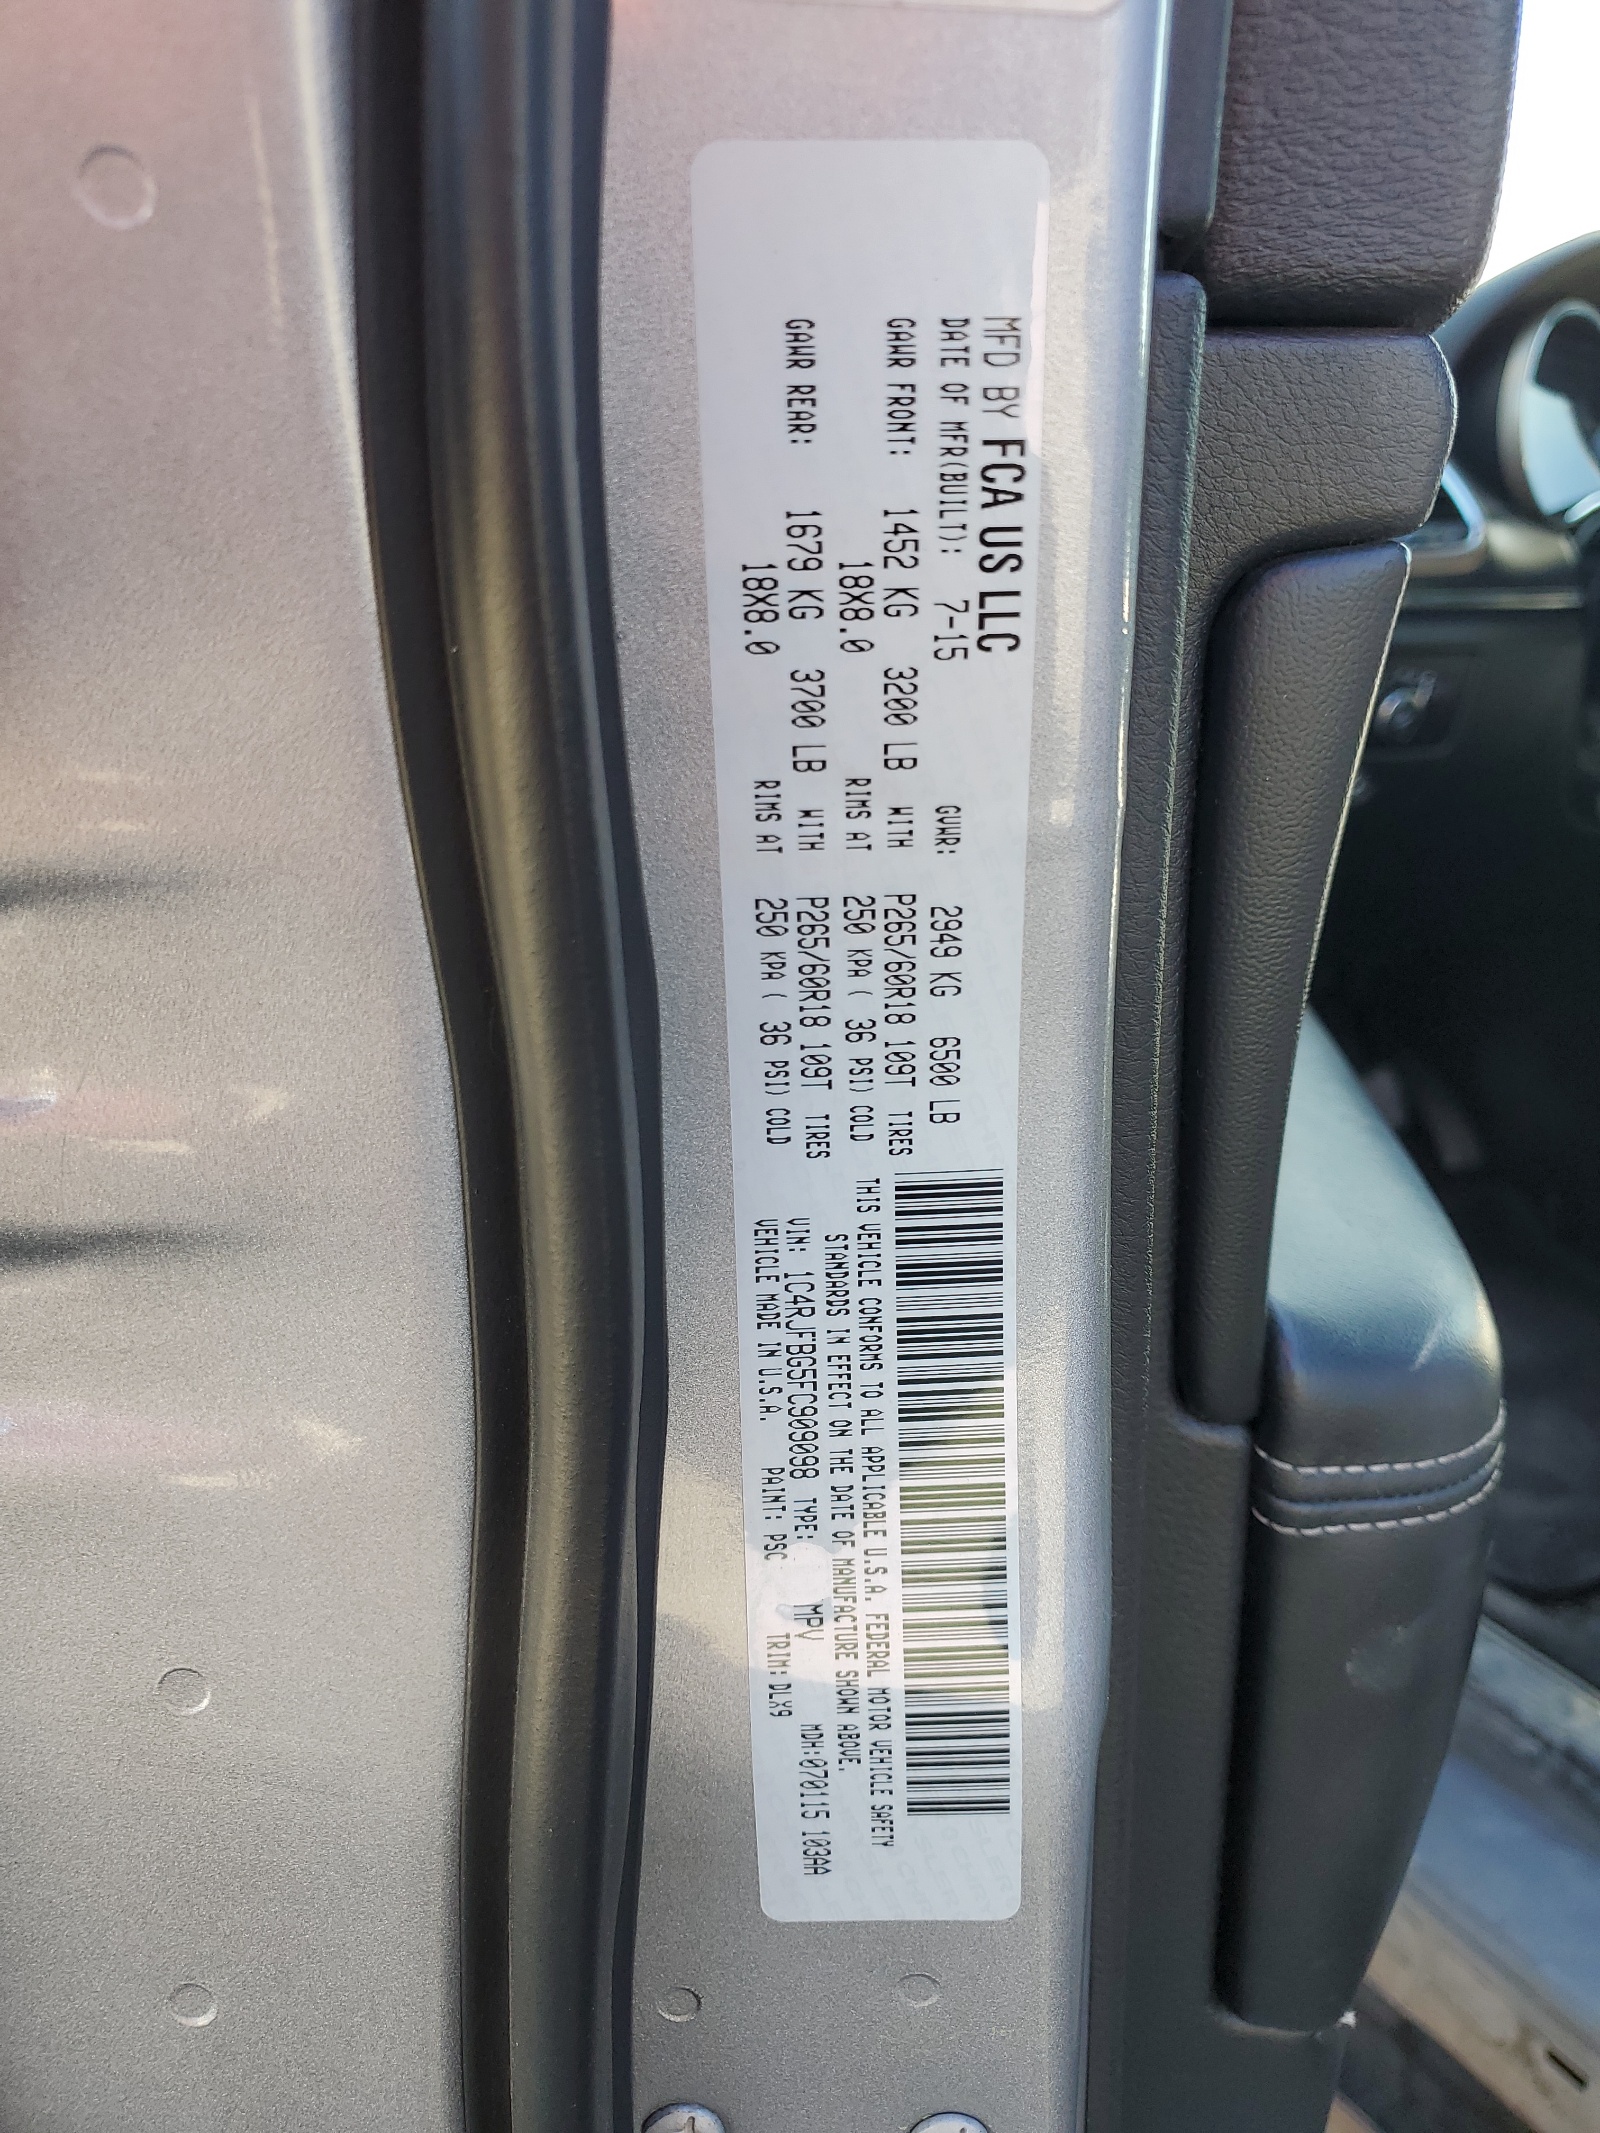 MFD BY FCA US LLC
DATE OF MFR(BUILT): 7-15 GVWR: 2949 KG 6500 LB
GAWR FRONT: 1452 KG 3200 LB WITH P265/60R18 109T TIRES
18X8.0 RIMS AT 250 KPA ( 36 PSI) COLD
GAWR REAR: 1679 KG 3700 LB WITH P265/60R18 109T TIRES
18X8.0 RIMS AT 250 KPA ( 36 PSI) COLD
THIS VEHICLE CONFORMS TO ALL APPLICABLE U.S.A. FEDERAL MOTOR VEHICLE SAFETY
STANDARDS IN EFFECT ON THE DATE OF MANUFACTURE SHOWN ABOVE.
VIN: 1C4RJFBG5FC909098 TYPE: MPV MDH:070115 103AA
VEHICLE MADE IN U.S.A. PAINT: PSC TRIM:DLX9